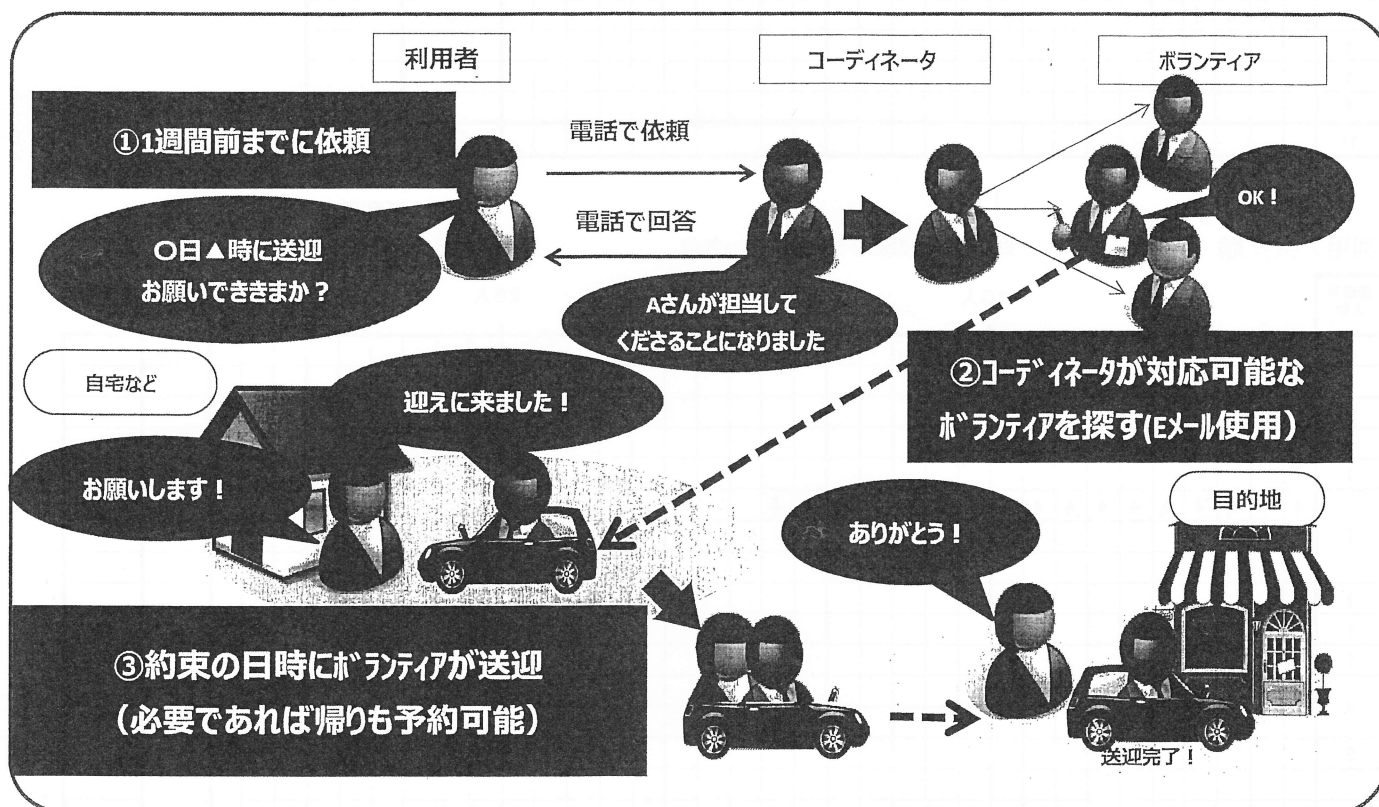 利用者
コーディネータ
ボランティア
①1週間前までに依頼
電話で依頼
OK！
電話で回答
〇日▲時に送迎
お願いでききまか？
Aさんが担当して
くださることになりました
②ｺｰﾃﾞｨﾈｰﾀが対応可能な
ﾎﾞﾗﾝﾃｨｱを探す(Eﾒｰﾙ使用）
自宅など
迎えに来ました！
お願いします！
目的地
ありがとう！
③約束の日時にﾎﾞﾗﾝﾃｨｱが送迎
（必要であれば帰りも予約可能）
送迎完了！